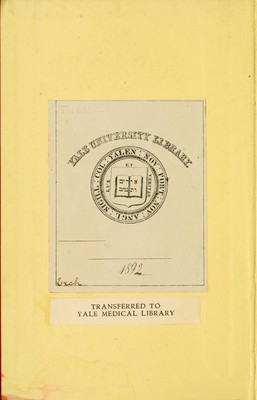 YALE UNIVERSITY LIBRARY.
SIGILL · COL · YALEN · NOV · PORT · NOV · ANGL ·
LUX ET VERITAS
1892
Exch.
TRANSFERRED TO
YALE MEDICAL LIBRARY